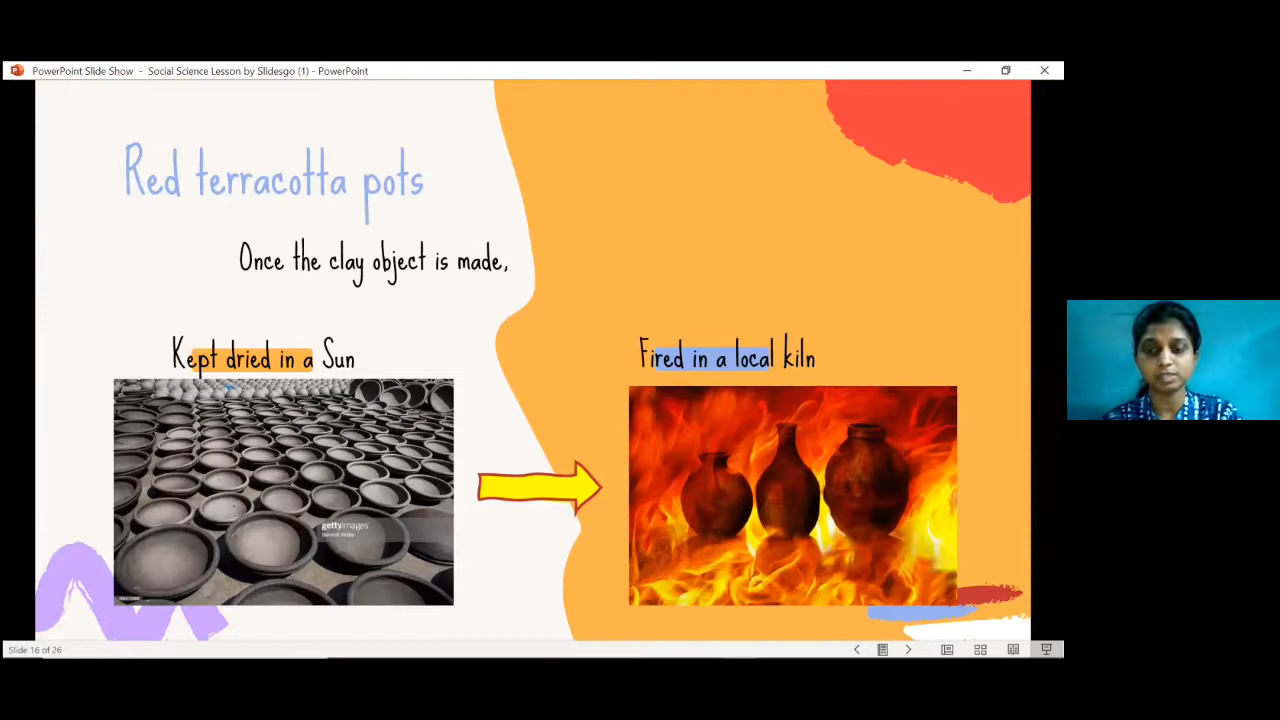 PowerPoint Slide Show - Social Science Lesson by Slidesgo (1) - PowerPoint
Red terracotta pots
Once the clay object is made,
Kept dried in a Sun
Fired in a local kiln
gettyimages
Slide 16 of 26